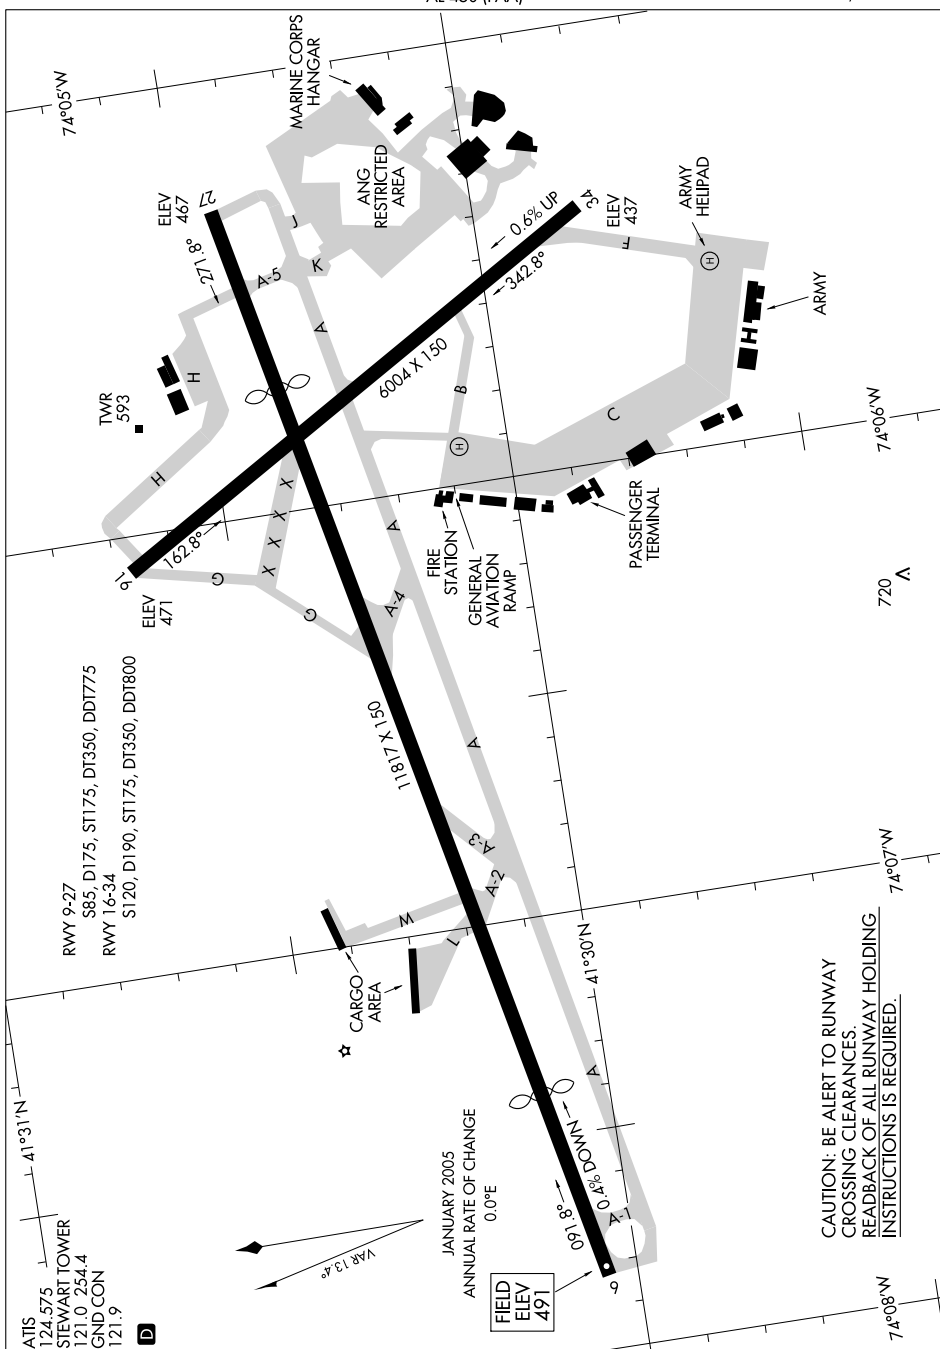 MARINE CORPS
HANGAR
74°05'W
ELEV
467
27
271.8°
J
ANG
RESTRICTED
AREA
0.6% UP
34
ELEV
437
ARMY
HELIPAD
H
F
A-5
K
342.8°
A
ARMY
H
TWR
593
6004 X 150
B
C
H
74°06'W
H
X
X
X
X
162.8°
16
ELEV
471
G
G
A
A-4
FIRE
STATION
GENERAL
AVIATION
RAMP
PASSENGER
TERMINAL
720
RWY 9-27
S85, D175, ST175, DT350, DDT775
RWY 16-34
S120, D190, ST175, DT350, DDT800
11817 X 150
A
A-3
A-2
M
L
CARGO
AREA
74°07'W
41°30'N
A
41°31'N
JANUARY 2005
ANNUAL RATE OF CHANGE
0.0°E
VAR 13.4°
091.8°
0.4% DOWN
A-1
9
FIELD
ELEV
491
CAUTION: BE ALERT TO RUNWAY
CROSSING CLEARANCES.
READBACK OF ALL RUNWAY HOLDING
INSTRUCTIONS IS REQUIRED.
74°08'W
ATIS
124.575
STEWART TOWER
121.0 254.4
GND CON
121.9
D